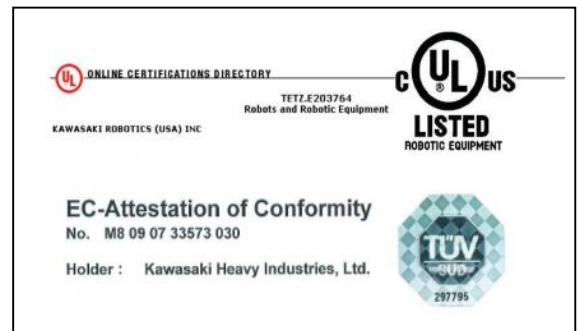 UL ONLINE CERTIFICATIONS DIRECTORY
TETZ.E203764
Robots and Robotic Equipment
KAWASAKI ROBOTICS (USA) INC
C UL US
®
LISTED
ROBOTIC EQUIPMENT
EC-Attestation of Conformity
No. M8 09 07 33573 030
Holder : Kawasaki Heavy Industries, Ltd.
TÜV
SÜD
297795